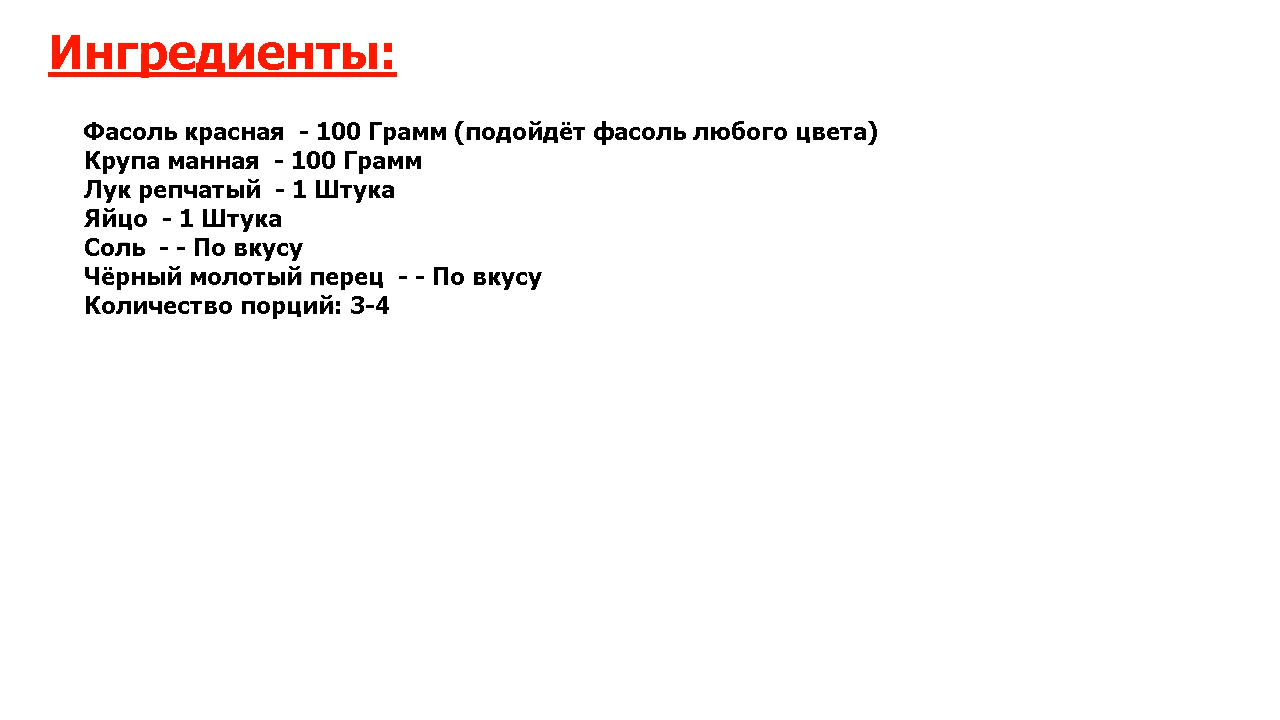 Ингредиенты:
Фасоль красная  - 100 Грамм (подойдёт фасоль любого цвета)
Крупа манная  - 100 Грамм
Лук репчатый  - 1 Штука
Яйцо  - 1 Штука
Соль  - - По вкусу
Чёрный молотый перец  - - По вкусу
Количество порций: 3-4